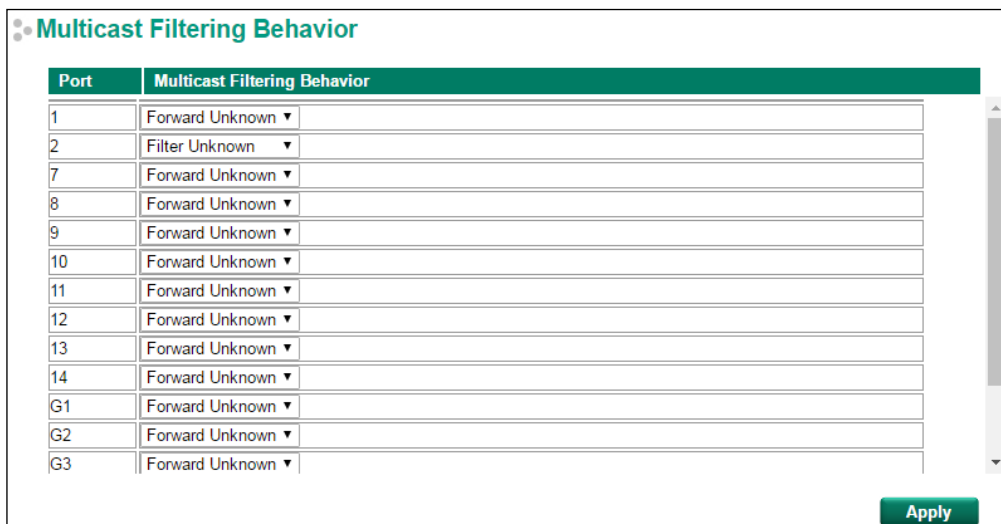 Multicast Filtering Behavior
Port Multicast Filtering Behavior
1 Forward Unknown
2 Filter Unknown
7 Forward Unknown
8 Forward Unknown
9 Forward Unknown
10 Forward Unknown
11 Forward Unknown
12 Forward Unknown
13 Forward Unknown
14 Forward Unknown
G1 Forward Unknown
G2 Forward Unknown
G3 Forward Unknown
Apply